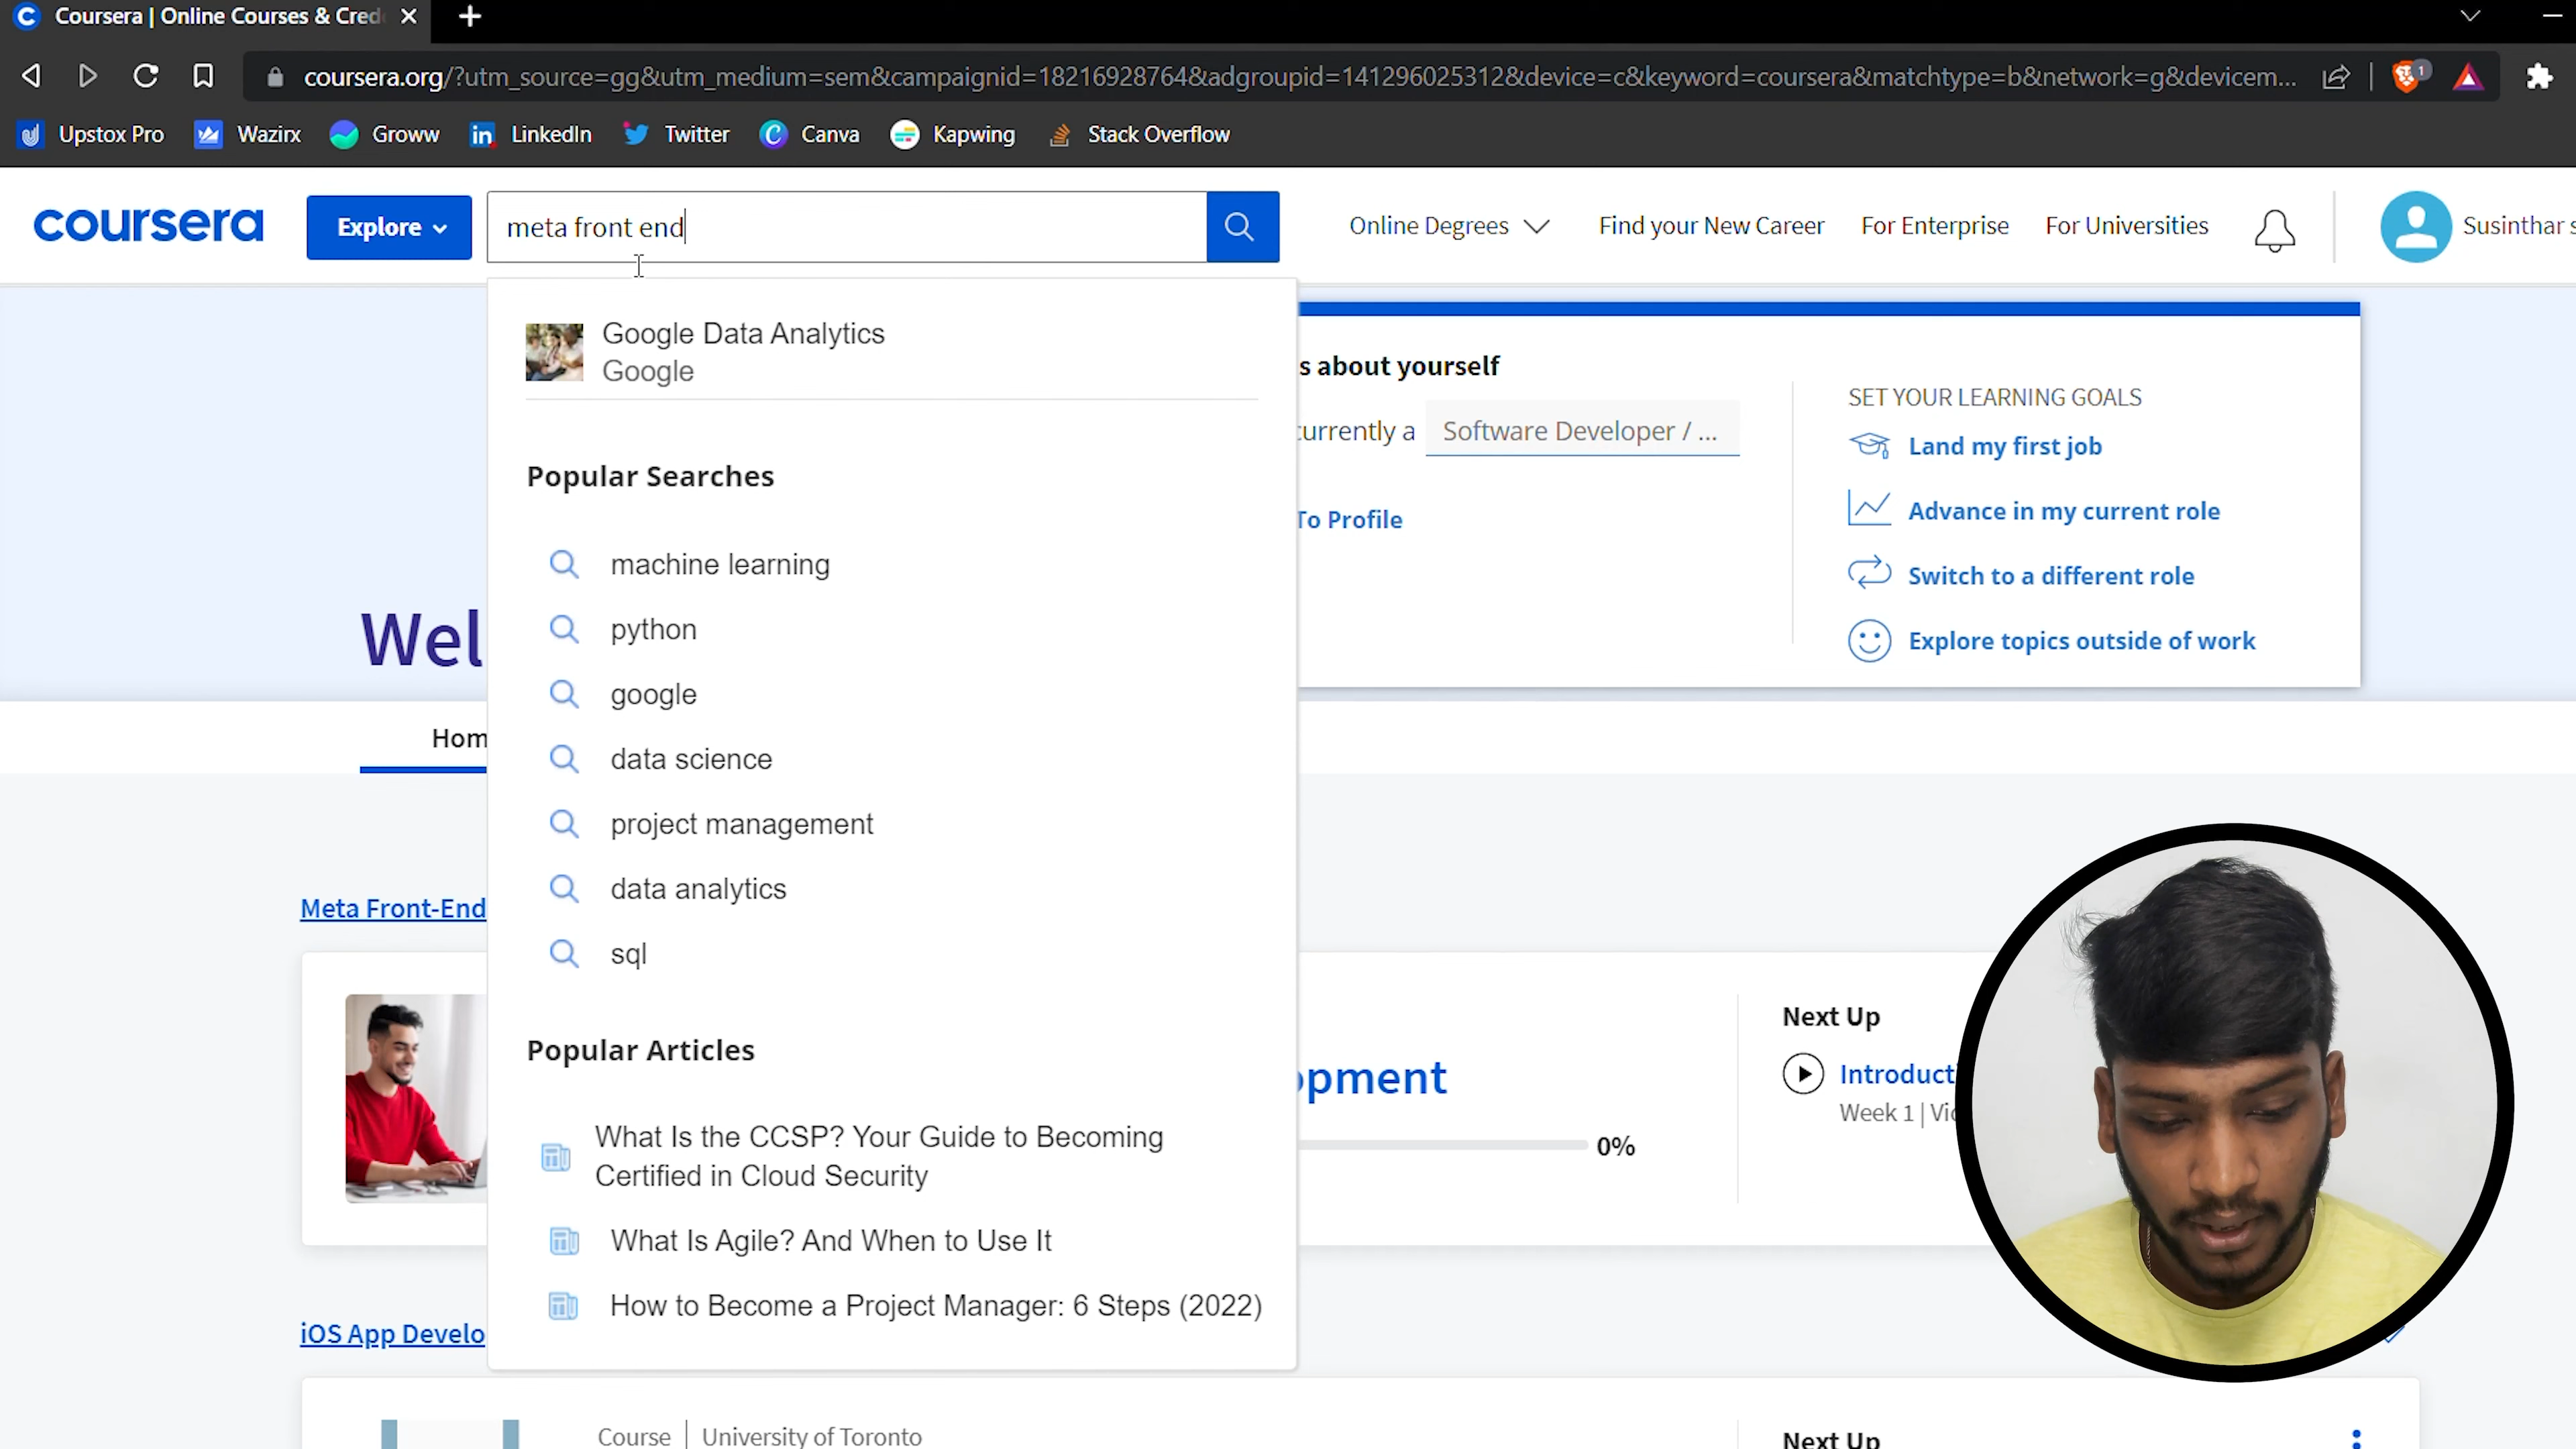 Coursera | Online Courses & Cred
coursera.org/?utm_source=gg&utm_medium=sem&campaignid=18216928764&adgroupid=141296025312&device=c&keyword=coursera&matchtype=b&network=g&devicem...
1
Upstox Pro Wazirx Groww LinkedIn Twitter Canva Kapwing Stack Overflow
coursera Explore meta front end Online Degrees Find your New Career For Enterprise For Universities Susinthar s
Google Data Analytics
Google
s about yourself
SET YOUR LEARNING GOALS
currently a Software Developer / ...
Land my first job
Popular Searches
Advance in my current role
To Profile
machine learning
Switch to a different role
python
Wel
Explore topics outside of work
google
Hom
data science
project management
data analytics
Meta Front-End
sql
Next Up
Popular Articles
opment
Introducti
Week 1 | Vi
What Is the CCSP? Your Guide to Becoming
Certified in Cloud Security
0%
What Is Agile? And When to Use It
How to Become a Project Manager: 6 Steps (2022)
iOS App Develo
Course | University of Toronto
Next Up